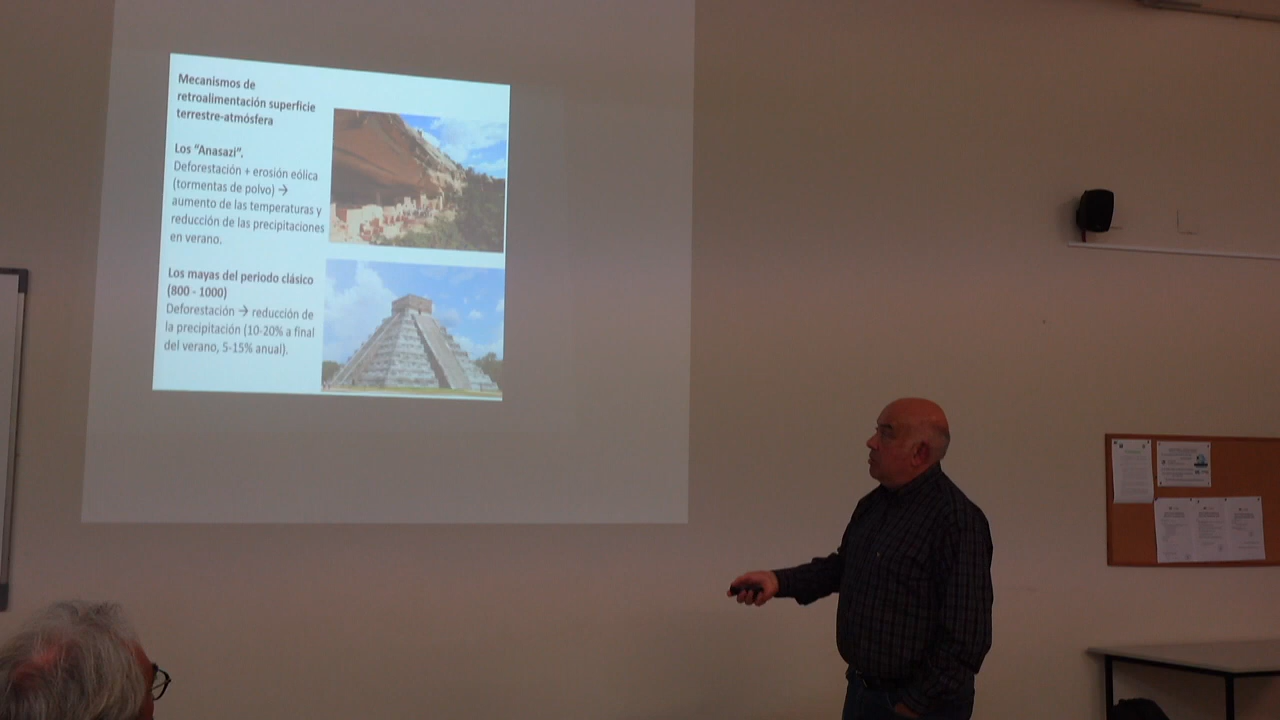 Mecanismos de
retroalimentación superficie
terrestre-atmósfera
Los "Anasazi".
Deforestación + erosión eólica
(tormentas de polvo) →
aumento de las temperaturas y
reducción de las precipitaciones
en verano.
Los mayas del periodo clásico
(800 - 1000)
Deforestación → reducción de
la precipitación (10-20% a final
del verano, 5-15% anual).